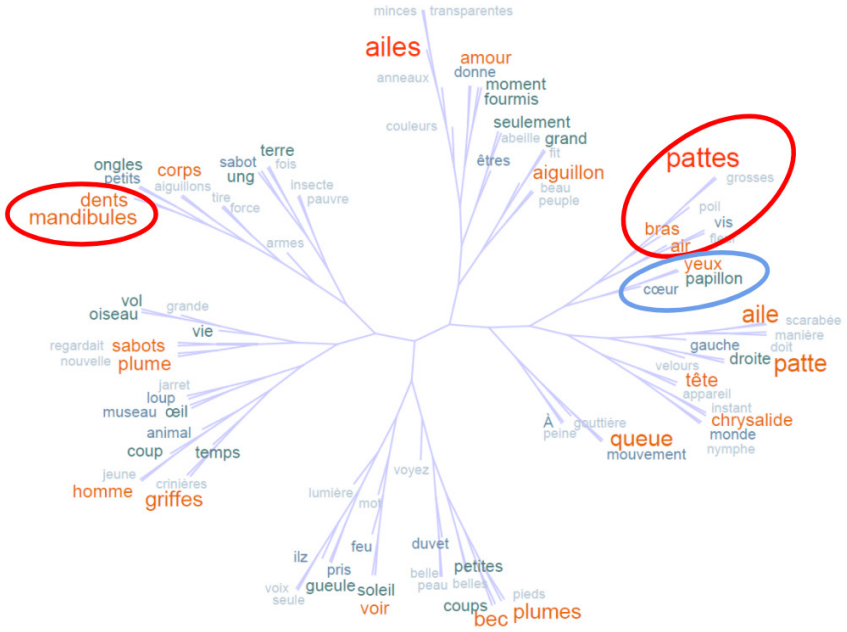 minces transparentes
ailes
amour
anneaux
donne
moment
fourmis
couleurs
seulement
abeille
grand
fit
êtres
aiguillon
beau
peuple
pattes
grosses
poil
vis
bras
air
fleur
yeux
papillon
cœur
aile
scarabée
manière
gauche
doit
droite
patte
velours
tête
appareil
instant
chrysalide
monde
nymphe
À
gouttière
peine
queue
mouvement
terre
sabot
fois
ung
ongles
petits
corps
aiguillons
insecte
pauvre
dents
mandibules
tire
force
armes
vol
oiseau
grande
vie
regardait
sabots
nouvelle
plume
jarret
loup
museau
œil
animal
coup
temps
jeune
crinières
homme
griffes
voyez
lumière
mot
ilz
feu
duvet
pris
petites
voix
gueule
soleil
belle
belles
seule
peau
voir
coups
pieds
bec
plumes